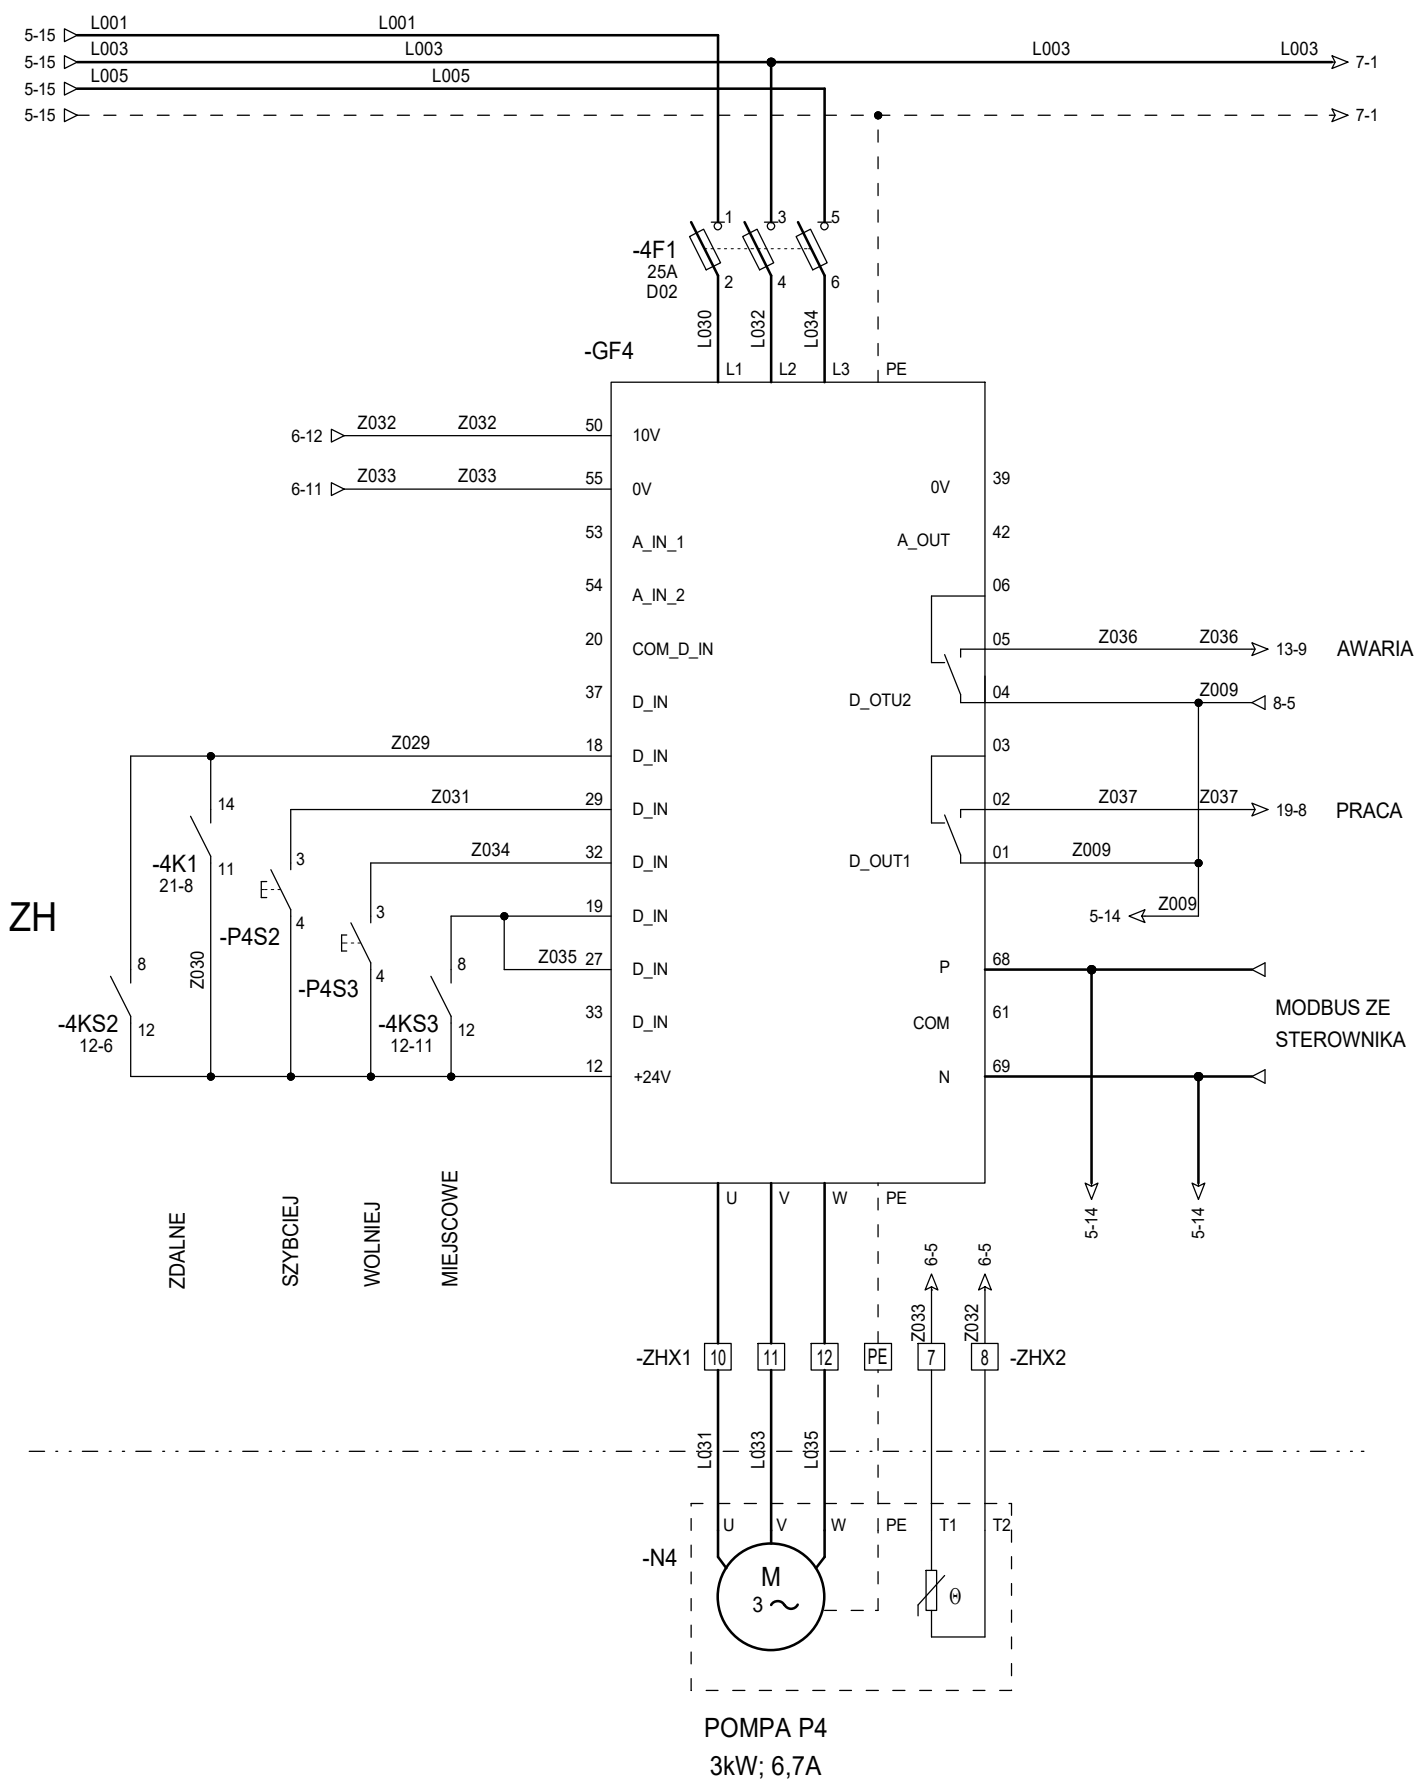 5-15 L001 L001
5-15 L003 L003 L003 L003 7-1
5-15 L005 L005
5-15 7-1
1 3 5
-4F1
25A
D02
2 4 6
L030 L032 L034
-GF4
L1 L2 L3 PE
6-12 Z032 Z032 50 10V
6-11 Z033 Z033 55 0V
0V 39
53 A_IN_1
A_OUT 42
54 A_IN_2
06
20 COM_D_IN
05 Z036 Z036 13-9 AWARIA
37 D_IN
D_OTU2 04 Z009 8-5
Z029 18 D_IN
03
Z031 29 D_IN
02 Z037 Z037 19-8 PRACA
Z034 32 D_IN
D_OUT1 01 Z009
19 D_IN
5-14 Z009
Z035 27 D_IN
P 68
33 D_IN
COM 61
MODBUS ZE
STEROWNIKA
12 +24V
N 69
ZH
14
-4K1
21-8
11
Z030
3
-P4S2
4
3
-P4S3
4
8
-4KS2
12-6
12
8
-4KS3
12-11
12
ZDALNE
SZYBCIEJ
WOLNIEJ
MIEJSCOWE
U V W PE
5-14 5-14
6-5 6-5
Z033 Z032
-ZHX1 10 11 12 PE 7 8 -ZHX2
L031 L033 L035
U V W PE T1 T2
-N4
M
3
Θ
POMPA P4
3kW; 6,7A